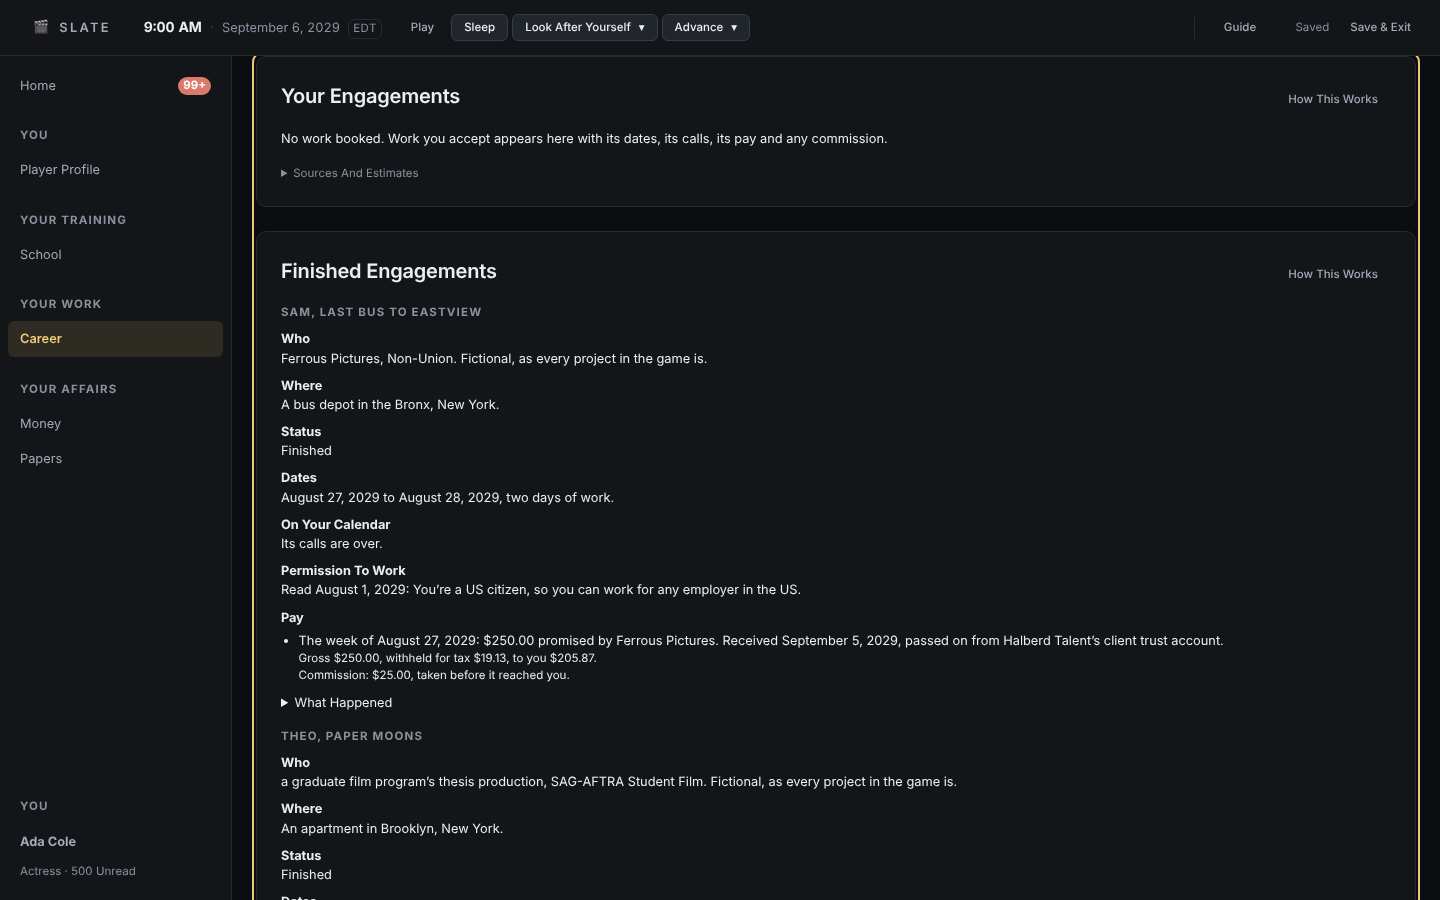 SLATE
9:00 AM · September 6, 2029 EDT
Play
Sleep
Look After Yourself ▾
Advance ▾
Guide
Saved
Save & Exit
Home
99+
YOU
Player Profile
YOUR TRAINING
School
YOUR WORK
Career
YOUR AFFAIRS
Money
Papers
YOU
Ada Cole
Actress · 500 Unread
Your Engagements
How This Works
No work booked. Work you accept appears here with its dates, its calls, its pay and any commission.
▶ Sources And Estimates
Finished Engagements
How This Works
SAM, LAST BUS TO EASTVIEW
Who
Ferrous Pictures, Non-Union. Fictional, as every project in the game is.
Where
A bus depot in the Bronx, New York.
Status
Finished
Dates
August 27, 2029 to August 28, 2029, two days of work.
On Your Calendar
Its calls are over.
Permission To Work
Read August 1, 2029: You’re a US citizen, so you can work for any employer in the US.
Pay
• The week of August 27, 2029: $250.00 promised by Ferrous Pictures. Received September 5, 2029, passed on from Halberd Talent’s client trust account.
Gross $250.00, withheld for tax $19.13, to you $205.87.
Commission: $25.00, taken before it reached you.
▶ What Happened
THEO, PAPER MOONS
Who
a graduate film program’s thesis production, SAG-AFTRA Student Film. Fictional, as every project in the game is.
Where
An apartment in Brooklyn, New York.
Status
Finished
Dates